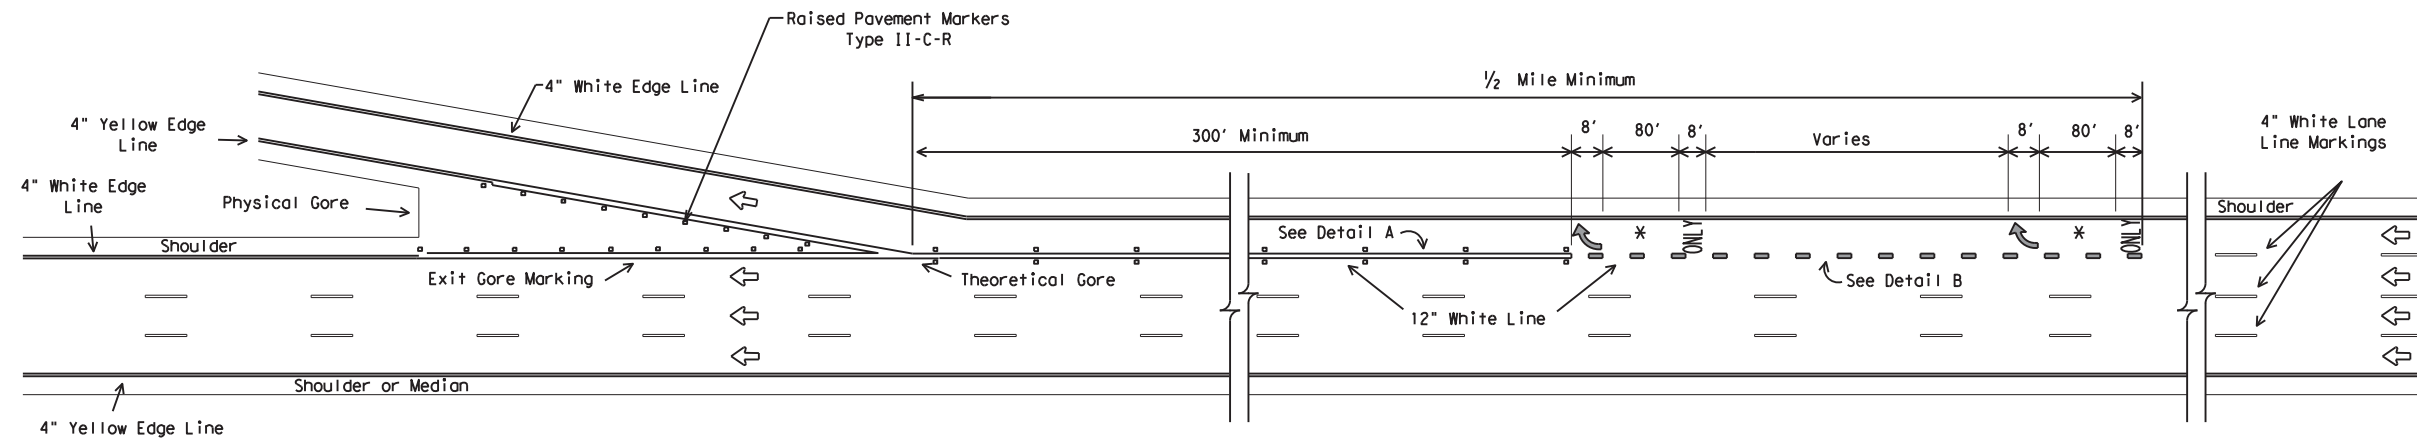 Raised Pavement Markers
Type II-C-R
4" White Edge Line
½ Mile Minimum
4" Yellow Edge
Line
300' Minimum
8'
80'
8'
Varies
8'
80'
8'
4" White Lane
Line Markings
4" White Edge
Line
Physical Gore
Shoulder
Shoulder
See Detail A
*
ONLY
*
ONLY
Exit Gore Marking
Theoretical Gore
See Detail B
12" White Line
Shoulder or Median
4" Yellow Edge Line